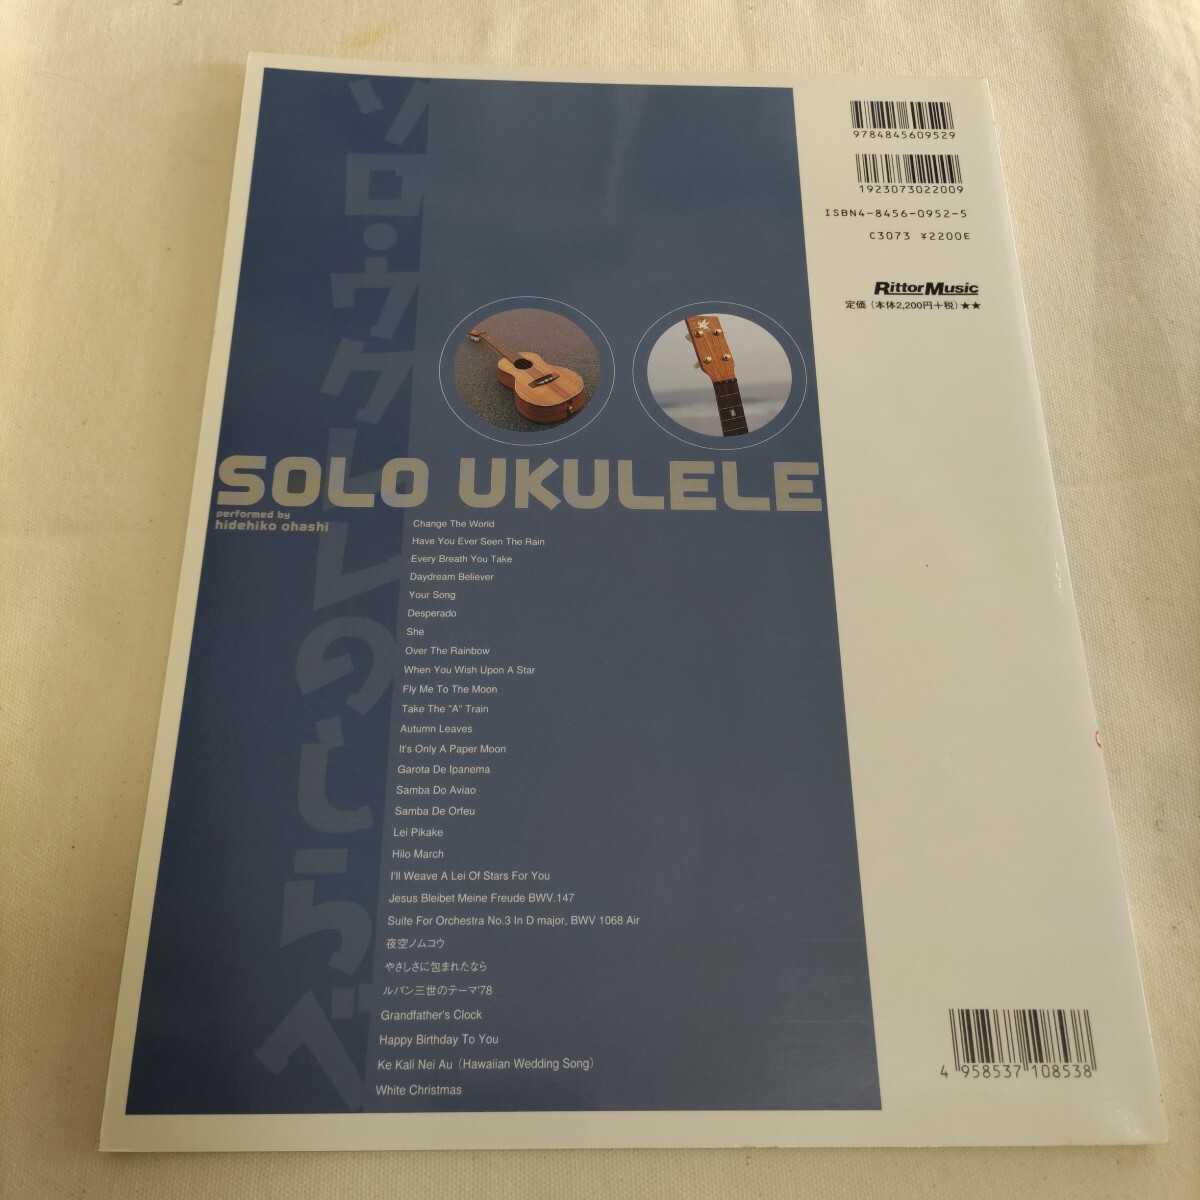 ソロ・ウクレレのしらべ
SOLO UKULELE
performed by
hidehiko ohashi
Change The World
Have You Ever Seen The Rain
Every Breath You Take
Daydream Believer
Your Song
Desperado
She
Over The Rainbow
When You Wish Upon A Star
Fly Me To The Moon
Take The "A" Train
Autumn Leaves
It's Only A Paper Moon
Garota De Ipanema
Samba Do Aviao
Samba De Orfeu
Lei Pikake
Hilo March
I'll Weave A Lei Of Stars For You
Jesus Bleibet Meine Freude BWV.147
Suite For Orchestra No.3 In D major, BWV 1068 Air
夜空ノムコウ
やさしさに包まれたなら
ルパン三世のテーマ'78
Grandfather's Clock
Happy Birthday To You
Ke Kali Nei Au（Hawaiian Wedding Song）
White Christmas
9784845609529
1923073022009
ISBN4-8456-0952-5
C3073 ¥2200E
Rittor Music
定価（本体2,200円+税）★★
4 958537 108538